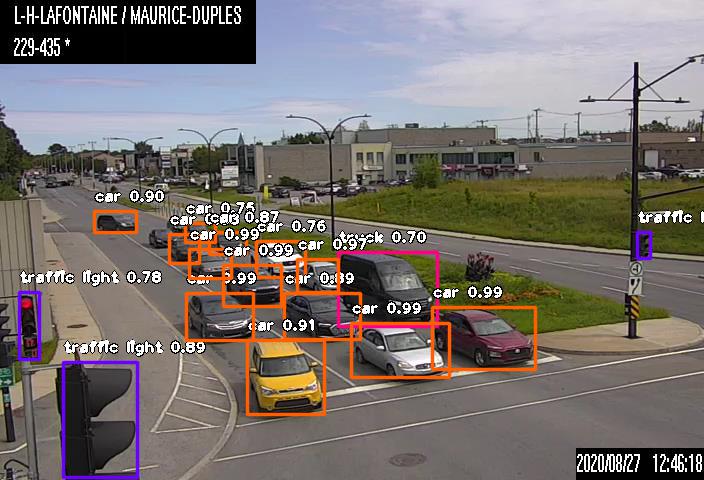 L-H-LAFONTAINE / MAURICE-DUPLES
229-435 *
car 0.90
car 0.75
car 0.87
car 0.76
car 0.99
car 0.97
truck 0.70
traffic l
car 0.99
traffic light 0.78
car 0.99
car 0.89
car 0.99
car 0.99
traffic light 0.89
car 0.91
2020/08/27 12:46:18